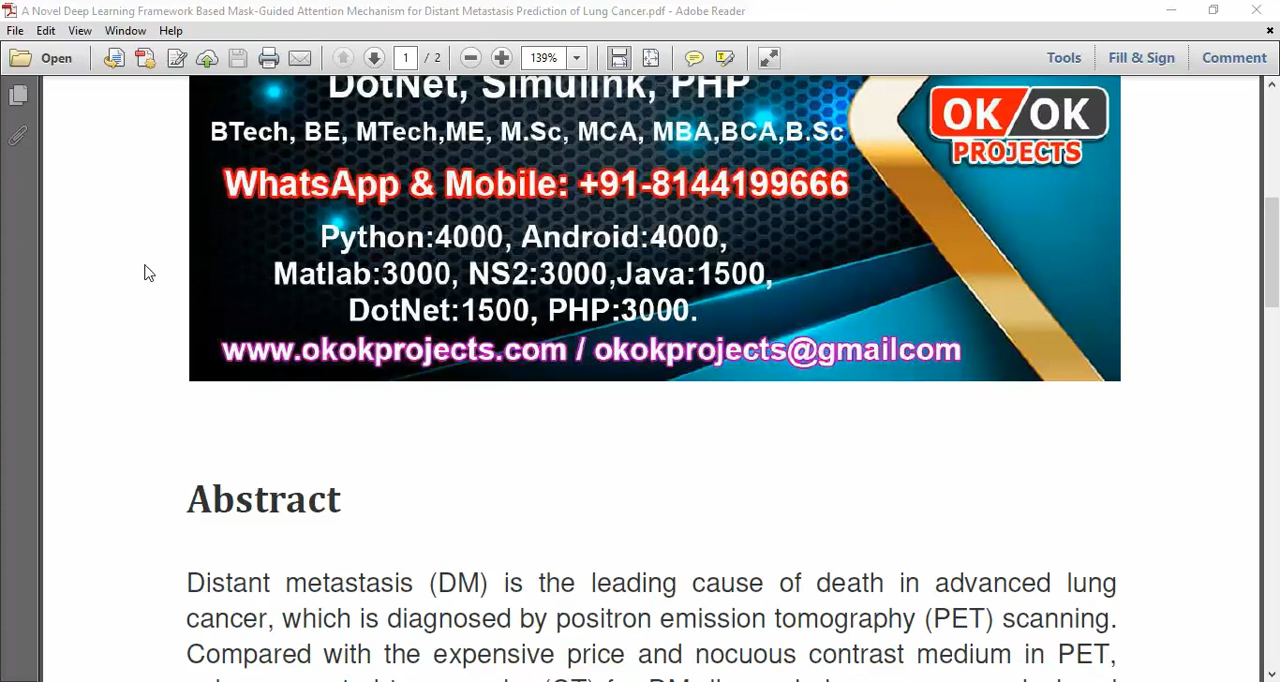 A Novel Deep Learning Framework Based Mask-Guided Attention Mechanism for Distant Metastasis Prediction of Lung Cancer.pdf - Adobe Reader
File Edit View Window Help
Open 1 / 2 139% Tools Fill & Sign Comment
DotNet, Simulink, PHP
BTech, BE, MTech,ME, M.Sc, MCA, MBA,BCA,B.Sc
OK/OK
PROJECTS
WhatsApp & Mobile: +91-8144199666
Python:4000, Android:4000,
Matlab:3000, NS2:3000,Java:1500,
DotNet:1500, PHP:3000.
www.okokprojects.com / okokprojects@gmailcom
Abstract
Distant metastasis (DM) is the leading cause of death in advanced lung
cancer, which is diagnosed by positron emission tomography (PET) scanning.
Compared with the expensive price and nocuous contrast medium in PET,